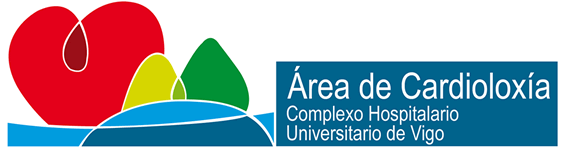 Área de Cardioloxía
Complexo Hospitalario
Universitario de Vigo